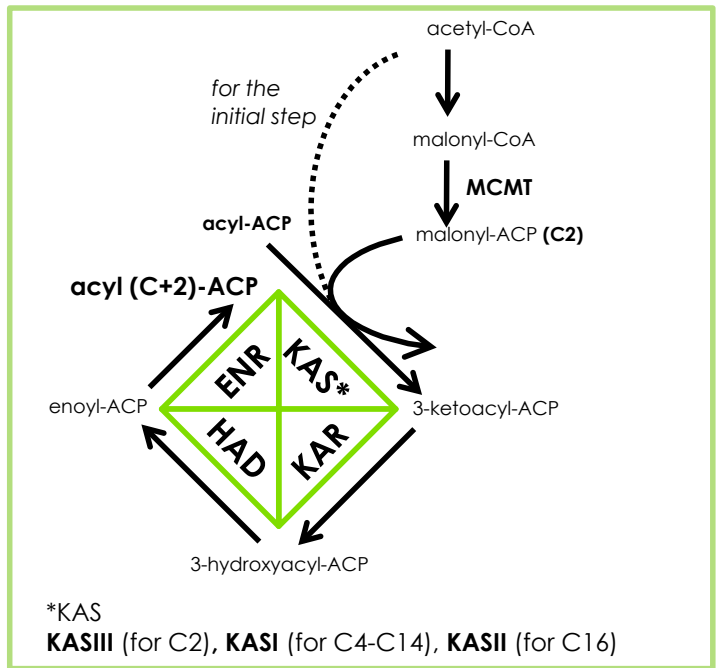 acetyl-CoA
for the
initial step
malonyl-CoA
MCMT
acyl-ACP
malonyl-ACP (C2)
acyl (C+2)-ACP
ENR
KAS*
enoyl-ACP
3-ketoacyl-ACP
HAD
KAR
3-hydroxyacyl-ACP
*KAS
KASIII (for C2), KASI (for C4-C14), KASII (for C16)